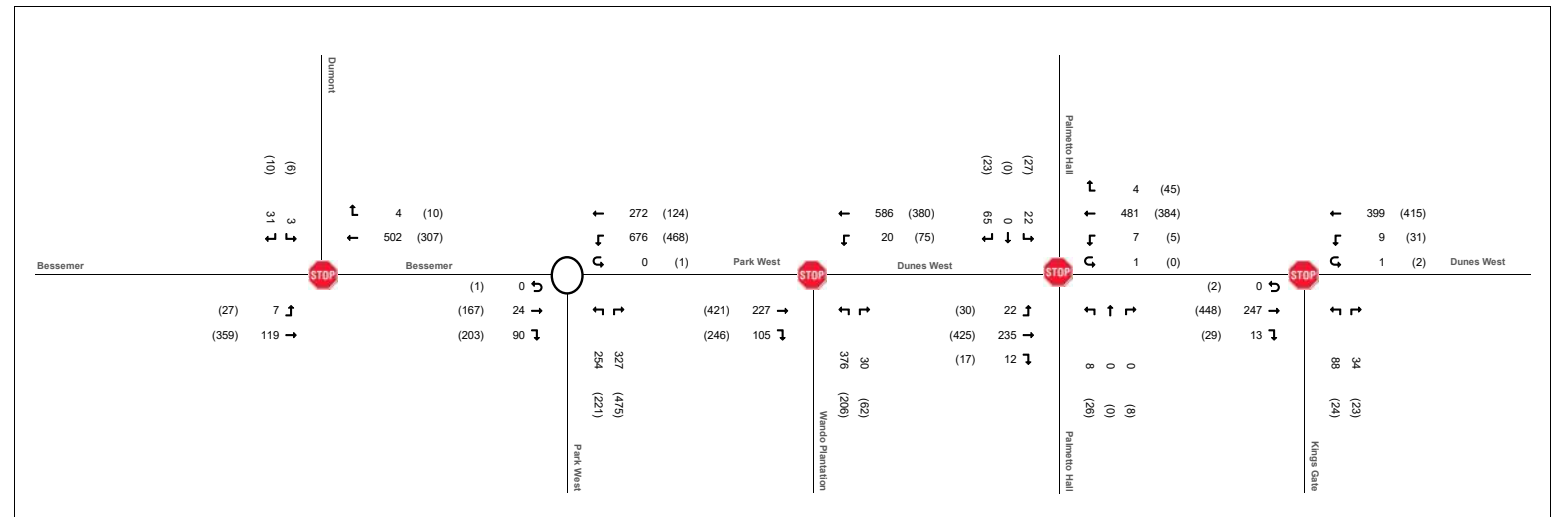 Dumont
(10) (6)
31 3
4 (10)
502 (307)
Bessemer
STOP
Bessemer
(27) 7
(359) 119
272 (124)
676 (468)
0 (1)
Park West
(1) 0
(167) 24
(203) 90
254 327
(221) (475)
Park West
586 (380)
20 (75)
STOP
Dunes West
(421) 227
(246) 105
376 30
(206) (62)
Wando Plantation
Palmetto Hall
(23) (0) (27)
65 0 22
4 (45)
481 (384)
7 (5)
1 (0)
STOP
(30) 22
(425) 235
(17) 12
8 0 0
(26) (0) (8)
Palmetto Hall
399 (415)
9 (31)
1 (2)
STOP
Dunes West
(2) 0
(448) 247
(29) 13
88 34
(24) (23)
Kings Gate